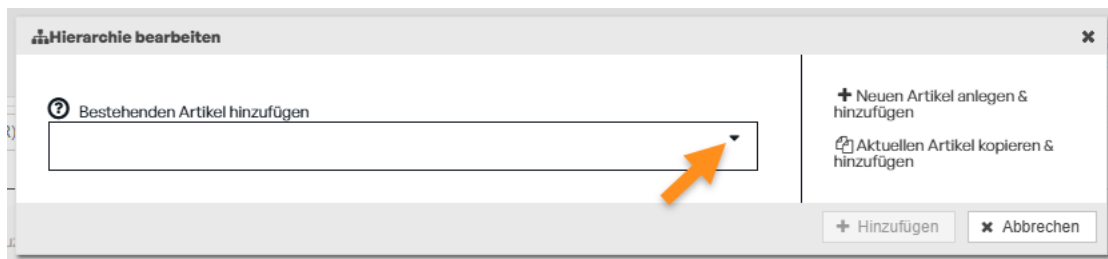 Hierarchie bearbeiten
Bestehenden Artikel hinzufügen
Neuen Artikel anlegen &
hinzufügen
Aktuellen Artikel kopieren &
hinzufügen
Hinzufügen
Abbrechen